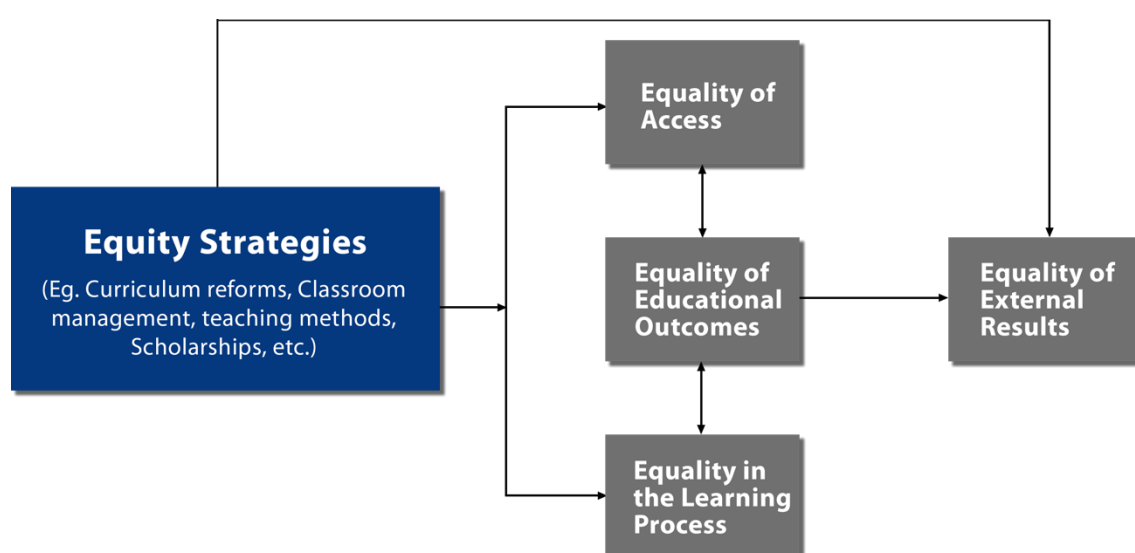 Equality of
Access
Equity Strategies
(Eg. Curriculum reforms, Classroom
management, teaching methods,
Scholarships, etc.)
Equality of
Educational
Outcomes
Equality of
External
Results
Equality in
the Learning
Process